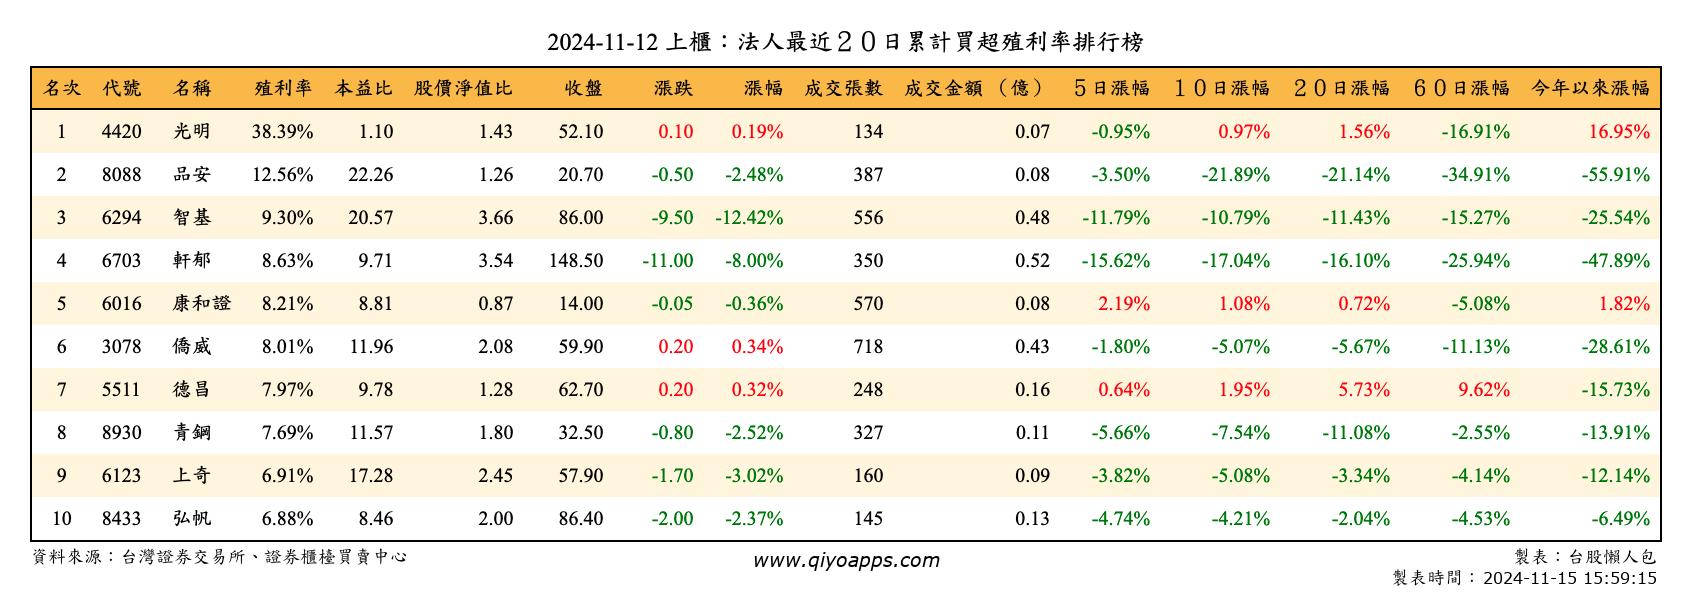 2024-11-12 上櫃：法人最近２０日累計買超殖利率排行榜
名次 代號 名稱 殖利率 本益比 股價淨值比 收盤 漲跌 漲幅 成交張數 成交金額（億） ５日漲幅 １０日漲幅 ２０日漲幅 ６０日漲幅 今年以來漲幅
1 4420 光明 38.39% 1.10 1.43 52.10 0.10 0.19% 134 0.07 -0.95% 0.97% 1.56% -16.91% 16.95%
2 8088 品安 12.56% 22.26 1.26 20.70 -0.50 -2.48% 387 0.08 -3.50% -21.89% -21.14% -34.91% -55.91%
3 6294 智基 9.30% 20.57 3.66 86.00 -9.50 -12.42% 556 0.48 -11.79% -10.79% -11.43% -15.27% -25.54%
4 6703 軒郁 8.63% 9.71 3.54 148.50 -11.00 -8.00% 350 0.52 -15.62% -17.04% -16.10% -25.94% -47.89%
5 6016 康和證 8.21% 8.81 0.87 14.00 -0.05 -0.36% 570 0.08 2.19% 1.08% 0.72% -5.08% 1.82%
6 3078 僑威 8.01% 11.96 2.08 59.90 0.20 0.34% 718 0.43 -1.80% -5.07% -5.67% -11.13% -28.61%
7 5511 德昌 7.97% 9.78 1.28 62.70 0.20 0.32% 248 0.16 0.64% 1.95% 5.73% 9.62% -15.73%
8 8930 青鋼 7.69% 11.57 1.80 32.50 -0.80 -2.52% 327 0.11 -5.66% -7.54% -11.08% -2.55% -13.91%
9 6123 上奇 6.91% 17.28 2.45 57.90 -1.70 -3.02% 160 0.09 -3.82% -5.08% -3.34% -4.14% -12.14%
10 8433 弘帆 6.88% 8.46 2.00 86.40 -2.00 -2.37% 145 0.13 -4.74% -4.21% -2.04% -4.53% -6.49%
資料來源：台灣證券交易所、證券櫃檯買賣中心 www.qiyoapps.com 製表：台股懶人包
製表時間：2024-11-15 15:59:15